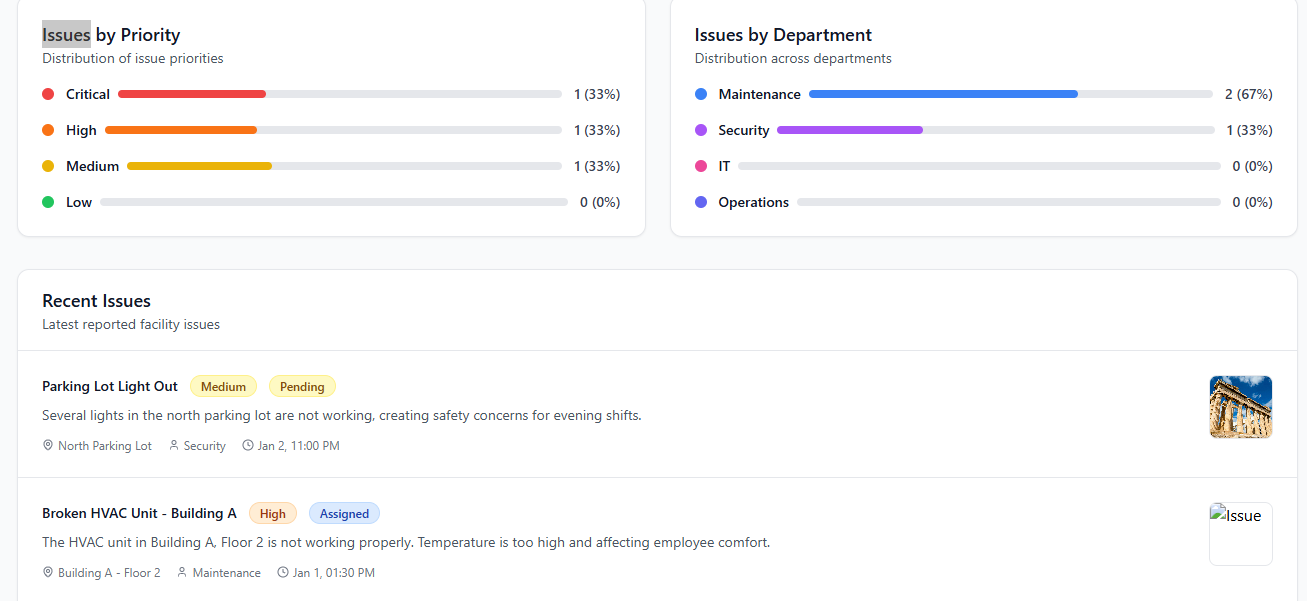 Issues by Priority
Distribution of issue priorities
Critical 1 (33%)
High 1 (33%)
Medium 1 (33%)
Low 0 (0%)
Issues by Department
Distribution across departments
Maintenance 2 (67%)
Security 1 (33%)
IT 0 (0%)
Operations 0 (0%)
Recent Issues
Latest reported facility issues
Parking Lot Light Out Medium Pending
Several lights in the north parking lot are not working, creating safety concerns for evening shifts.
North Parking Lot Security Jan 2, 11:00 PM
Broken HVAC Unit - Building A High Assigned
Issue
The HVAC unit in Building A, Floor 2 is not working properly. Temperature is too high and affecting employee comfort.
Building A - Floor 2 Maintenance Jan 1, 01:30 PM